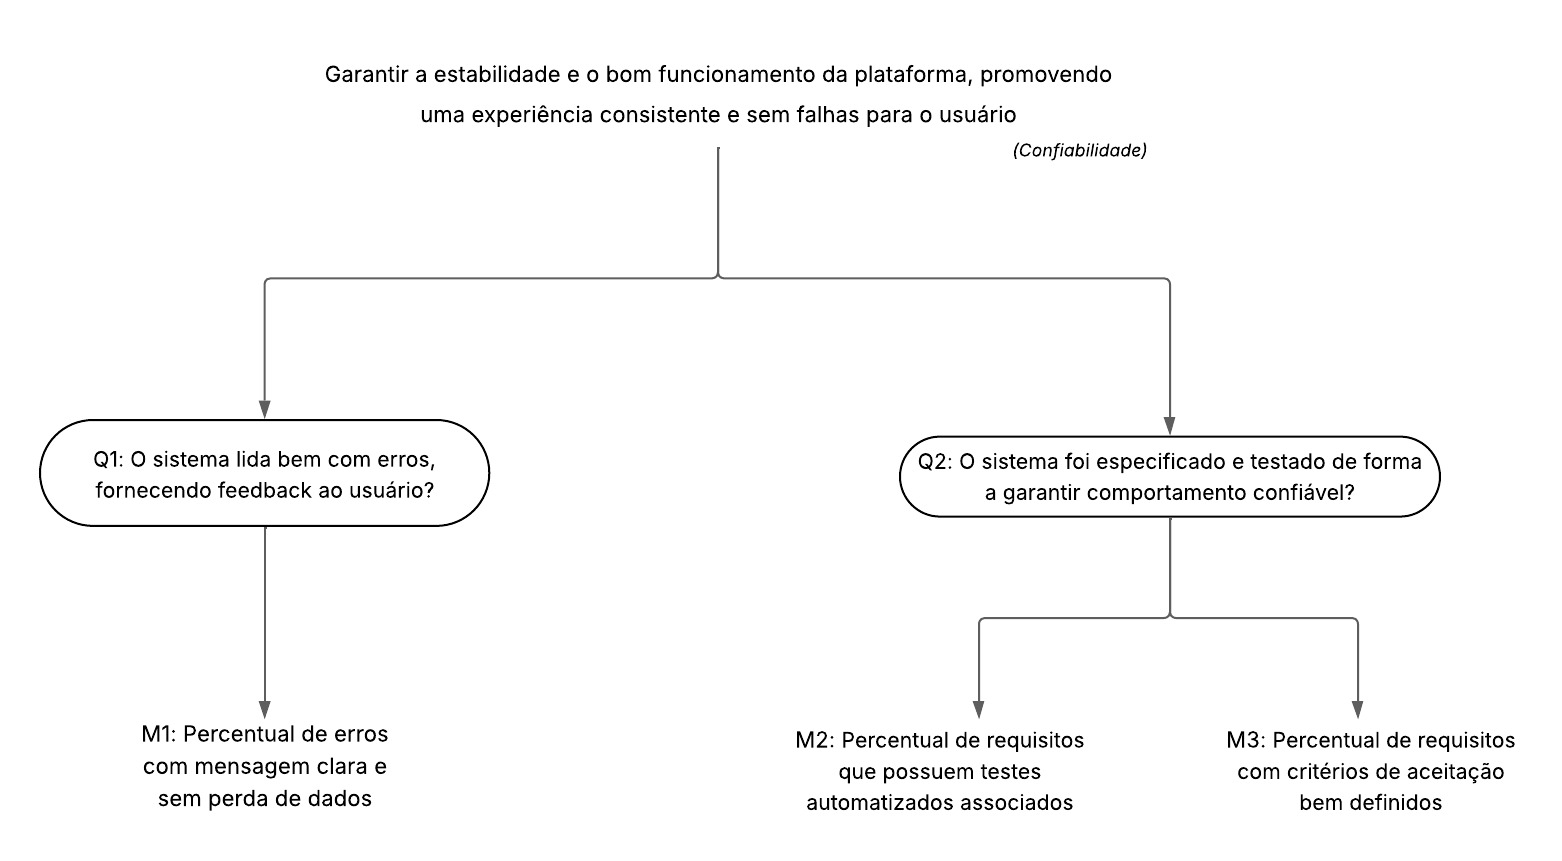 Garantir a estabilidade e o bom funcionamento da plataforma, promovendo
uma experiência consistente e sem falhas para o usuário
(Confiabilidade)
Q1: O sistema lida bem com erros,
fornecendo feedback ao usuário?
Q2: O sistema foi especificado e testado de forma
a garantir comportamento confiável?
M1: Percentual de erros
com mensagem clara e
sem perda de dados
M2: Percentual de requisitos
que possuem testes
automatizados associados
M3: Percentual de requisitos
com critérios de aceitação
bem definidos